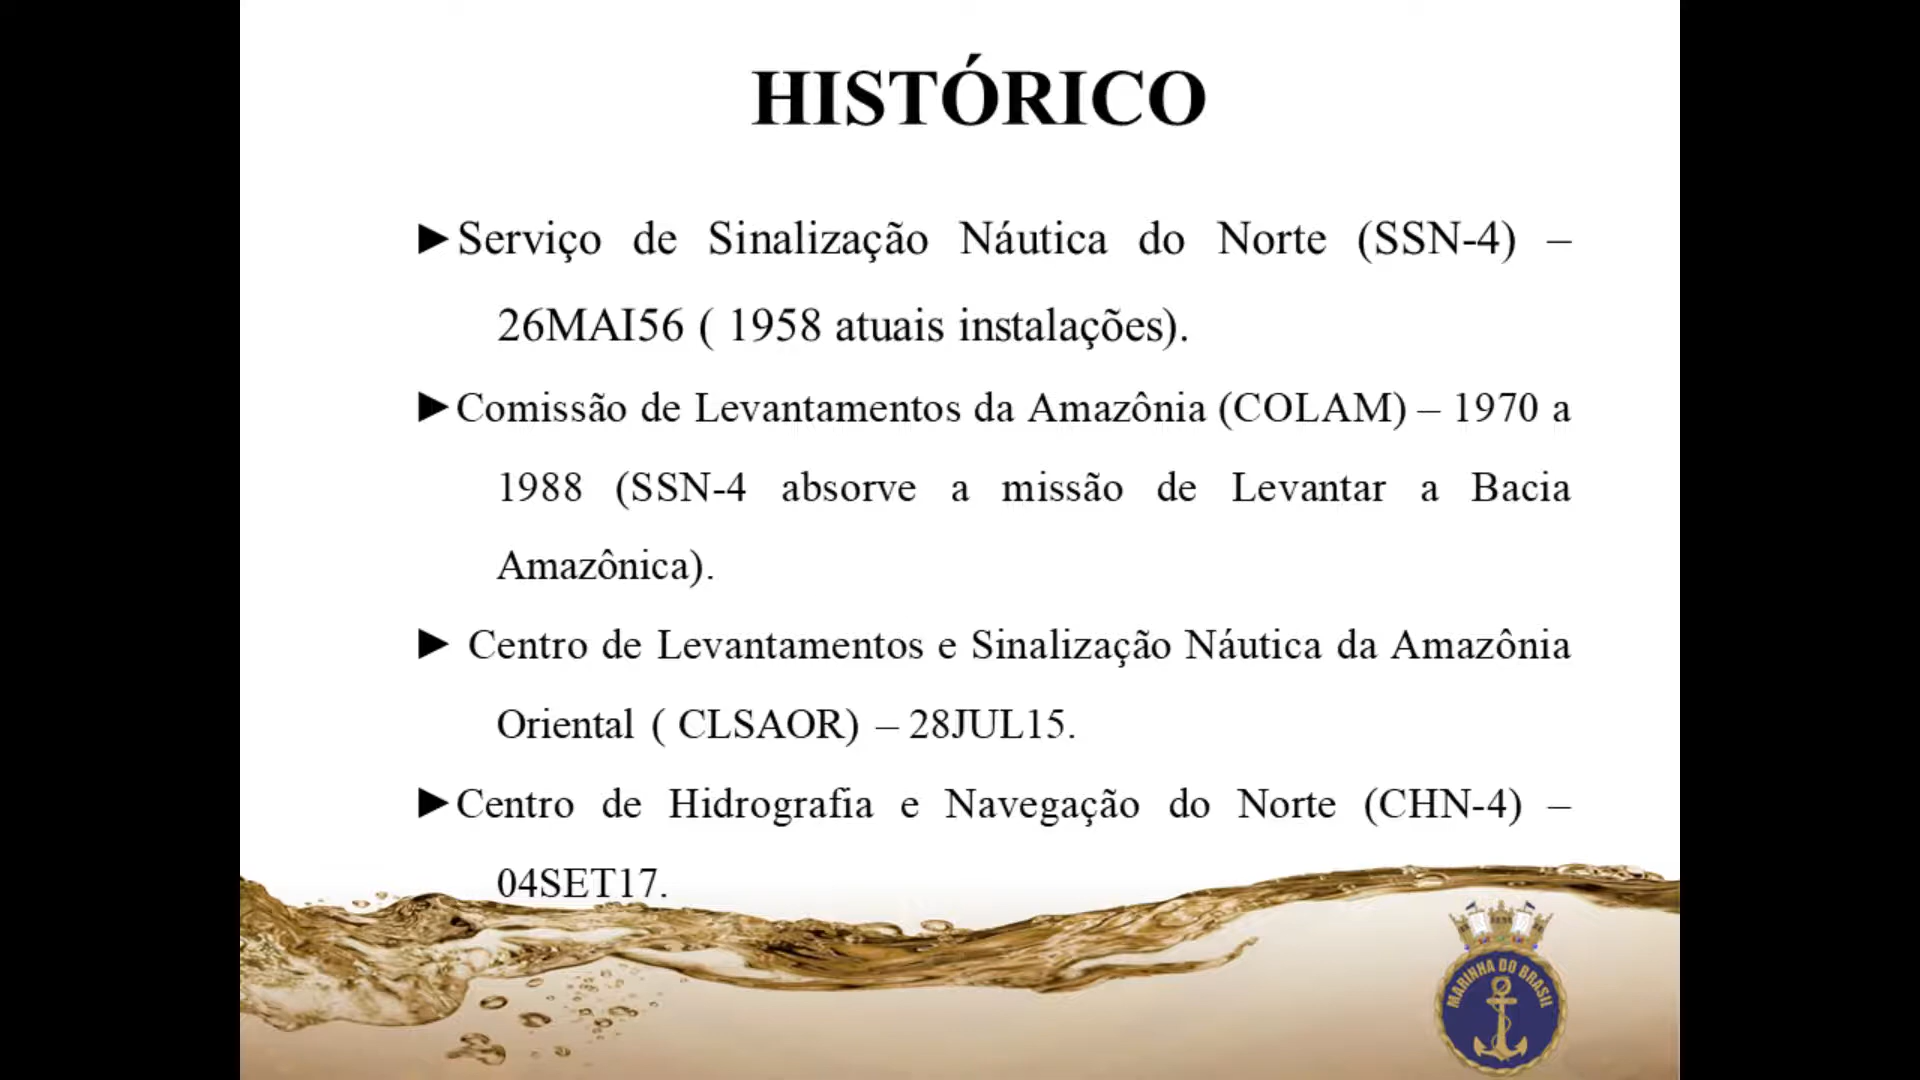 HISTÓRICO
►Serviço de Sinalização Náutica do Norte (SSN-4) –
26MAI56 ( 1958 atuais instalações).
►Comissão de Levantamentos da Amazônia (COLAM) – 1970 a
1988 (SSN-4 absorve a missão de Levantar a Bacia
Amazônica).
► Centro de Levantamentos e Sinalização Náutica da Amazônia
Oriental ( CLSAOR) – 28JUL15.
►Centro de Hidrografia e Navegação do Norte (CHN-4) –
04SET17.
MARINHA DO BRASIL